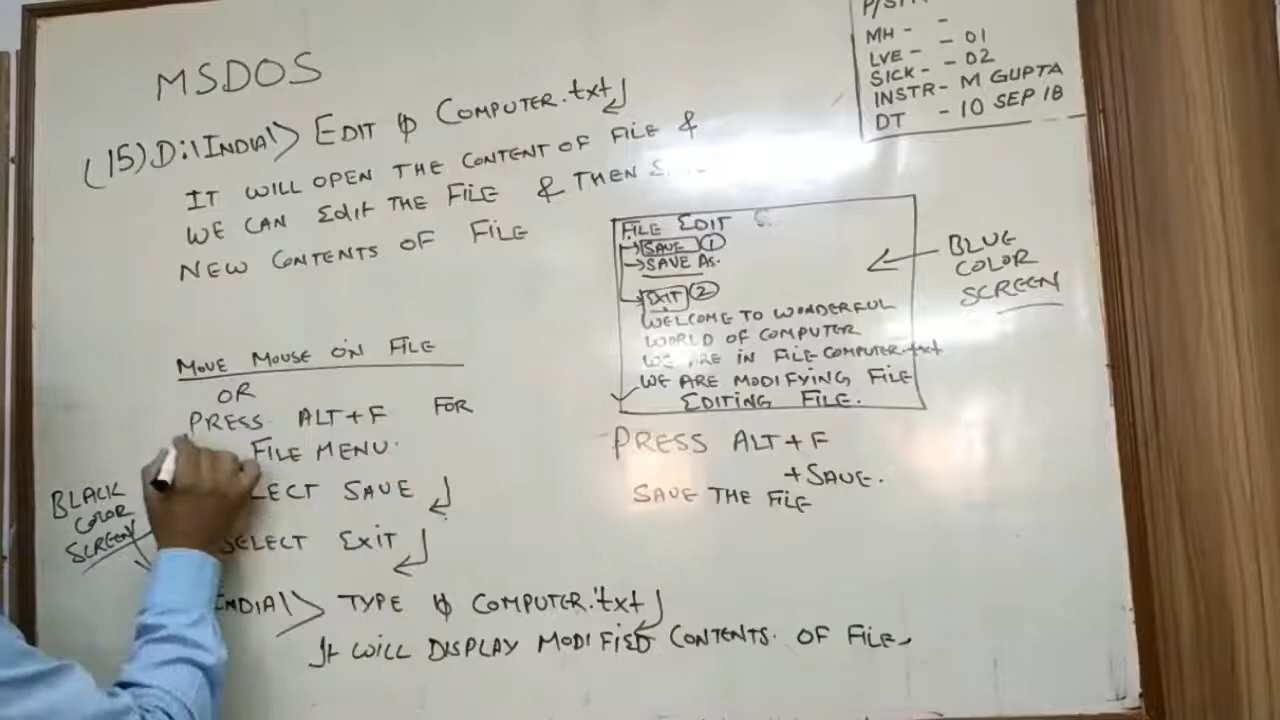 MSDOS
(15) D:\INDIA\> EDIT ␢ COMPUTER.txt↲
IT WILL OPEN THE CONTENT OF FILE &
WE CAN Edit THE FILE & THEN
NEW CONTENTS OF FILE
MOVE MOUSE ON FILE
OR
PRESS ALT+F FOR
FILE MENU.
LECT SAVE ↲
SELECT EXIT ↲
BLACK
COLOR
SCREEN
INDIA\> TYPE ␢ COMPUTER.txt↲
It WILL DISPLAY MODIFIED CONTENTS OF FILE.
FILE EDIT
→SAVE ①
→SAVE AS.
EXIT ②
WELCOME TO WONDERFUL
WORLD OF COMPUTER
WE ARE IN FILE COMPUTER.txt
WE ARE MODIFYING FILE
EDITING FILE.
BLUE
COLOR
SCREEN
PRESS ALT+F
+SAVE.
SAVE THE FILE
MH - -
LVE - - 01
SICK - - 02
INSTR - M GUPTA
DT - 10 SEP 18